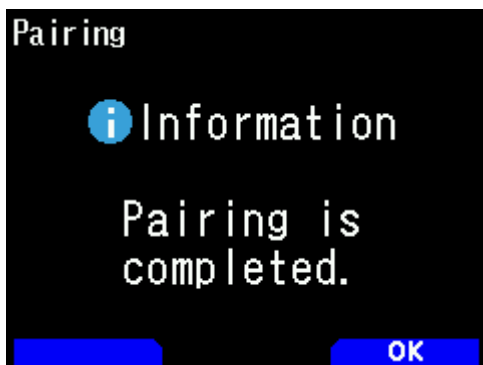 Pairing
Information
Pairing is
completed.
OK